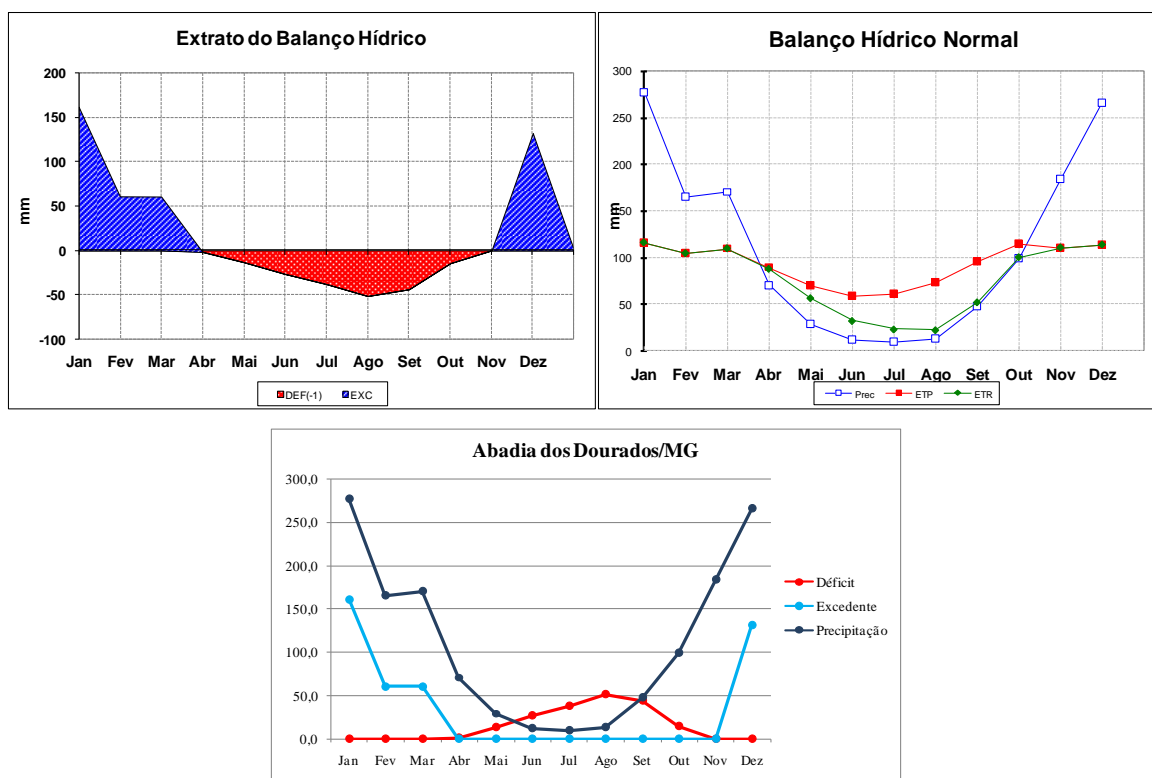 Extrato do Balanço Hídrico
200
150
100
50
0
-50
-100
mm
Jan Fev Mar Abr Mai Jun Jul Ago Set Out Nov Dez
DEF(-1) EXC
Balanço Hídrico Normal
300
250
200
150
100
50
0
mm
Jan Fev Mar Abr Mai Jun Jul Ago Set Out Nov Dez
Prec ETP ETR
Abadia dos Dourados/MG
300,0
250,0
200,0
150,0
100,0
50,0
0,0
Jan Fev Mar Abr Mai Jun Jul Ago Set Out Nov Dez
Déficit
Excedente
Precipitação